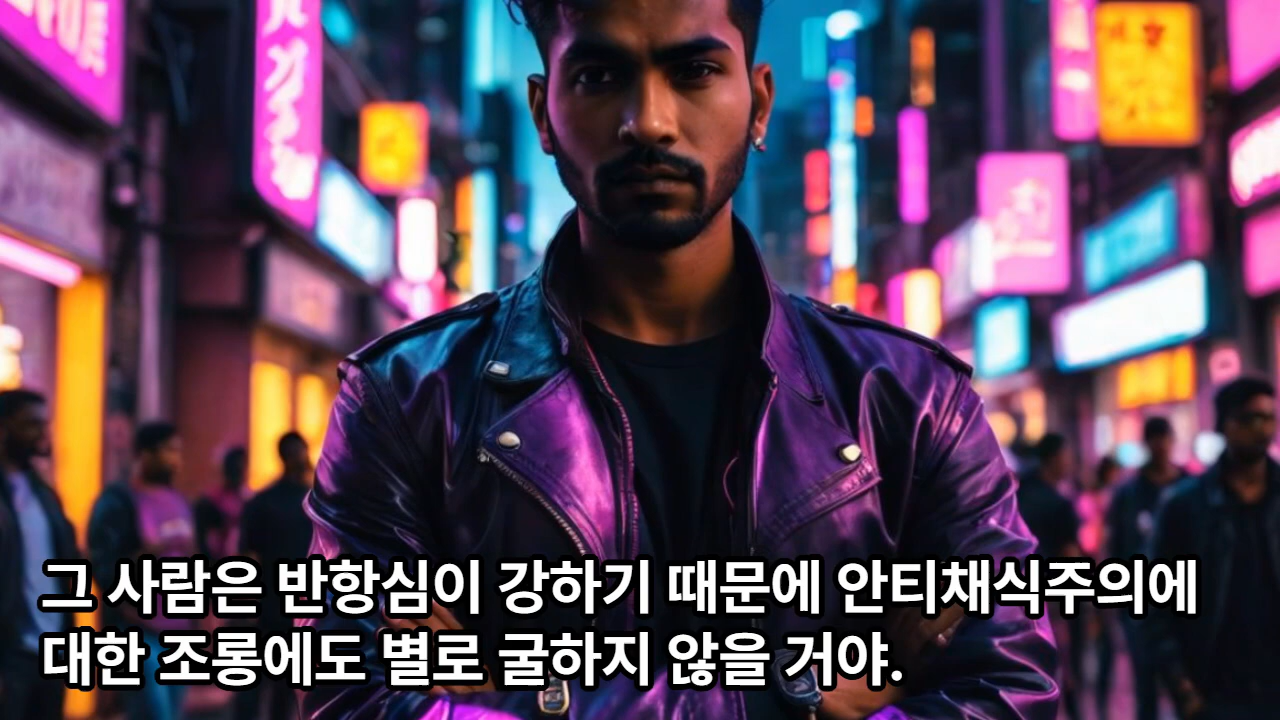 그 사람은 반항심이 강하기 때문에 안티채식주의에
대한 조롱에도 별로 굴하지 않을 거야.